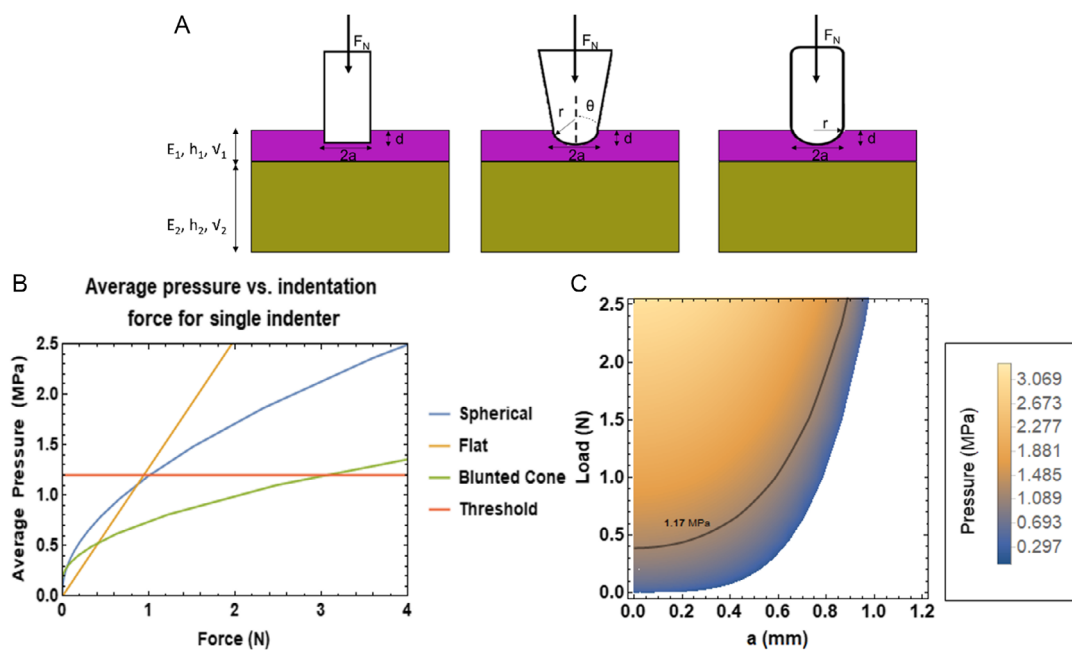 A
F_N
F_N
F_N
r
θ
r
d
d
d
2a
2a
2a
E₁, h₁, √₁
E₂, h₂, √₂
B
Average pressure vs. indentation
force for single indenter
2.5
2.0
1.5
1.0
0.5
0.0
Average Pressure (MPa)
0
1
2
3
4
Force (N)
Spherical
Flat
Blunted Cone
Threshold
C
2.5
2.0
1.5
1.0
0.5
0.0
Load (N)
1.17 MPa
0.0
0.2
0.4
0.6
0.8
1.0
1.2
a (mm)
Pressure (MPa)
3.069
2.673
2.277
1.881
1.485
1.089
0.693
0.297